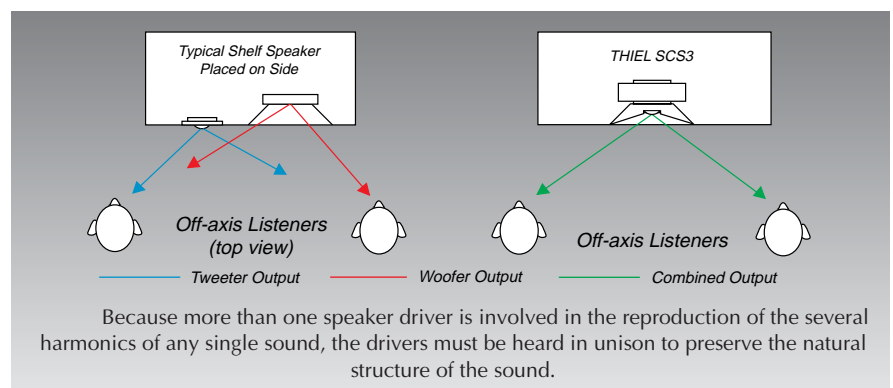 Typical Shelf Speaker
Placed on Side
THIEL SCS3
Off-axis Listeners
(top view)
Off-axis Listeners
Tweeter Output
Woofer Output
Combined Output
Because more than one speaker driver is involved in the reproduction of the several
harmonics of any single sound, the drivers must be heard in unison to preserve the natural
structure of the sound.